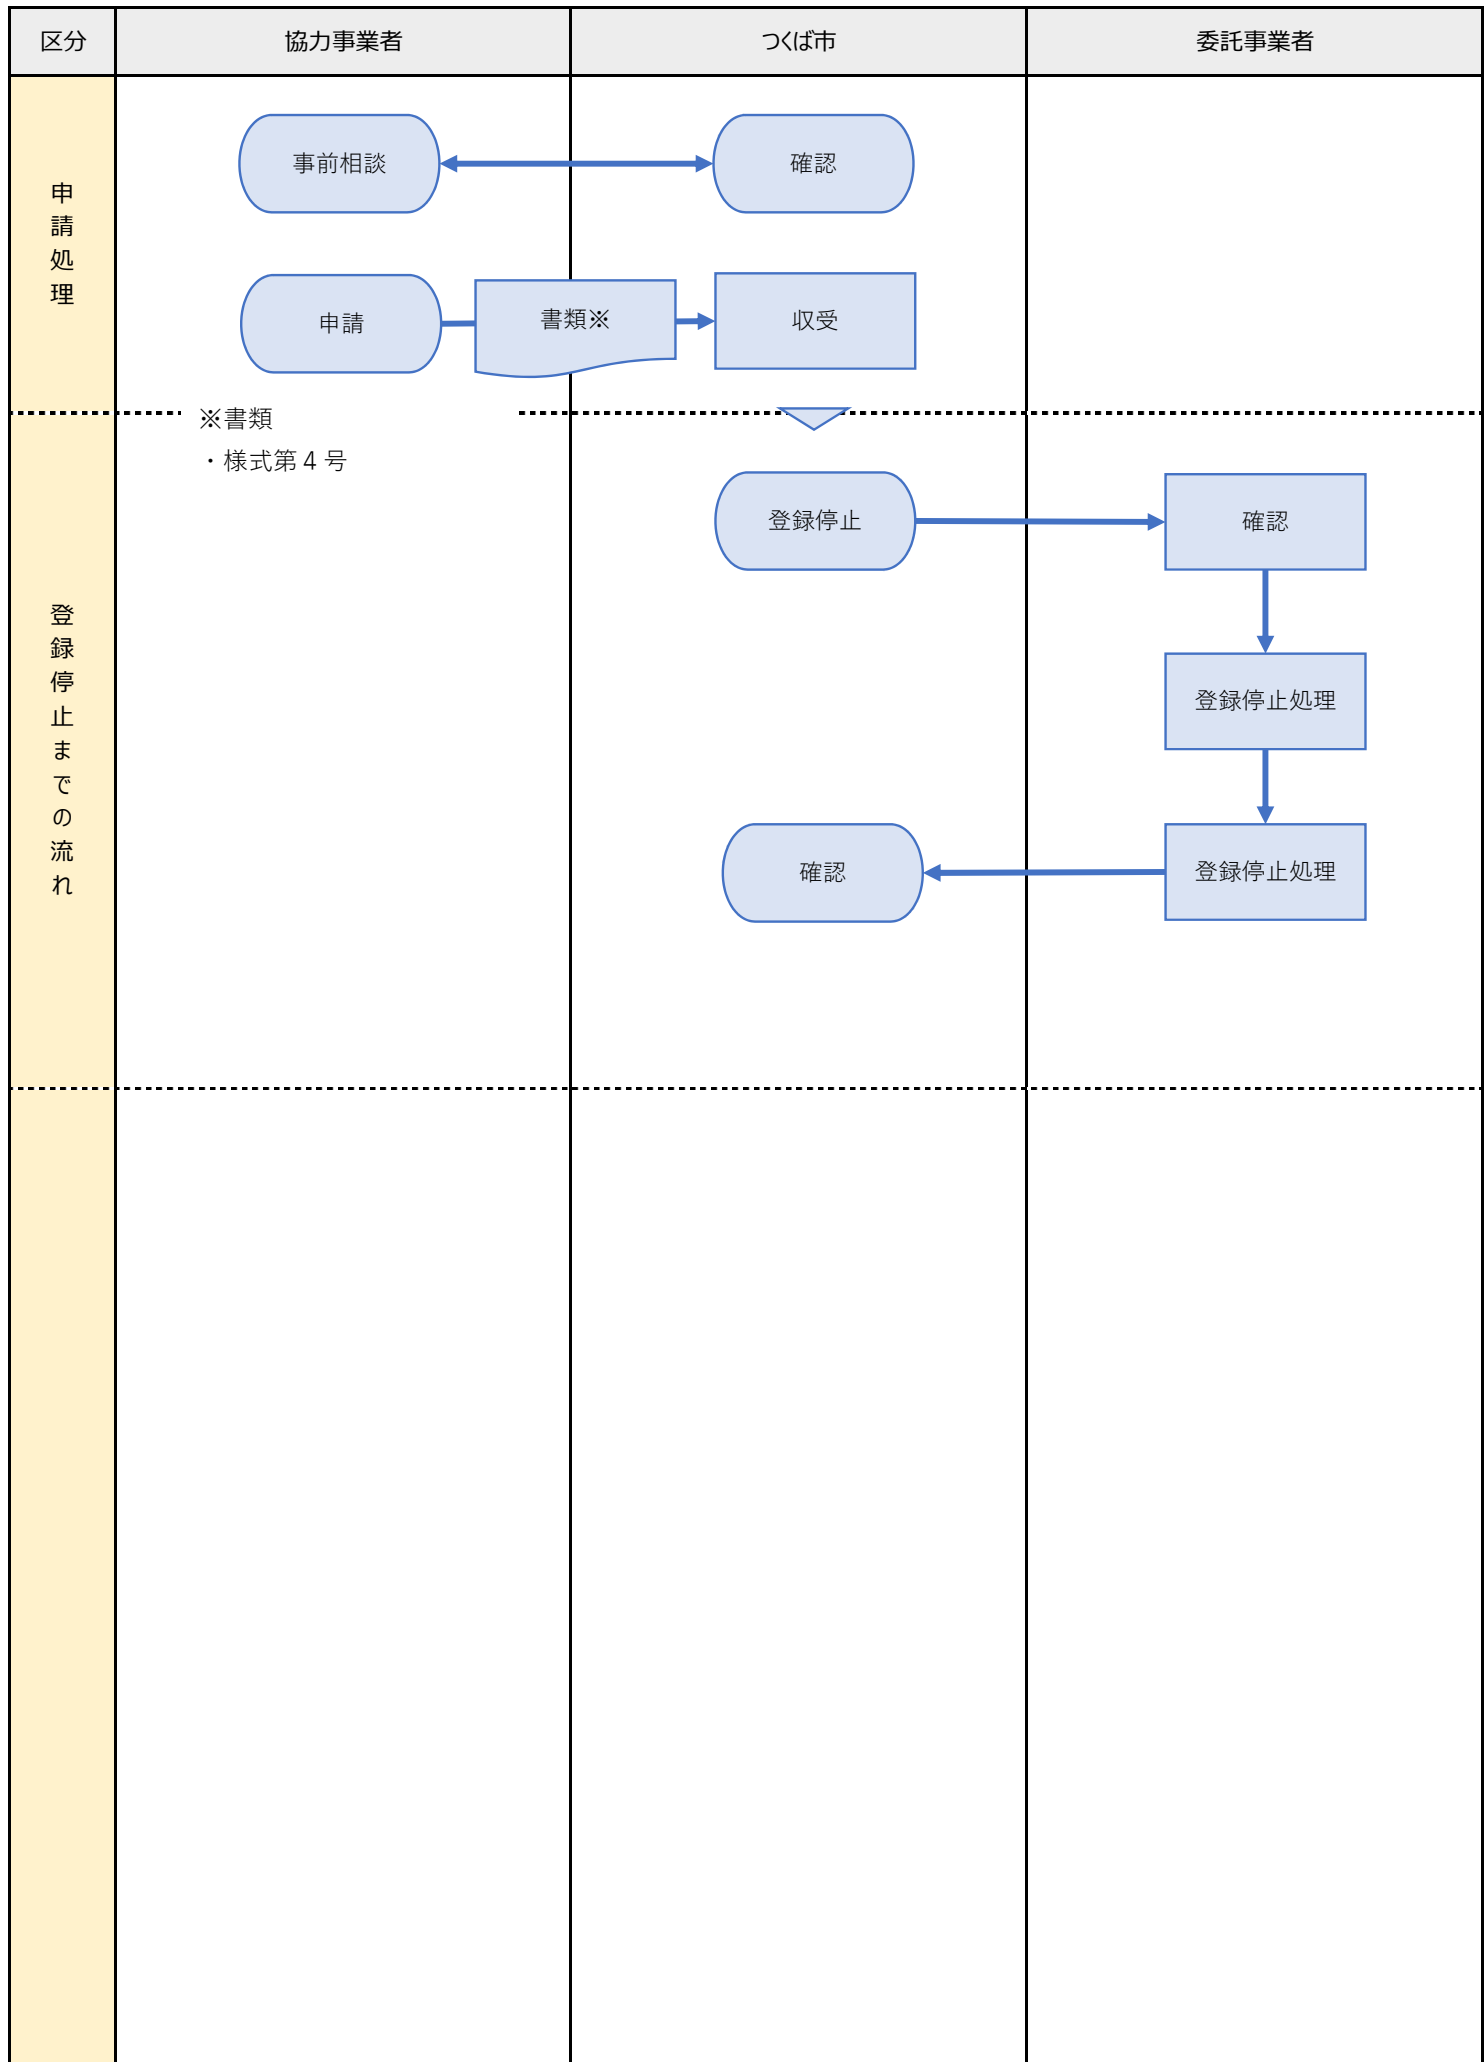 区分
協力事業者
つくば市
委託事業者
申請処理
事前相談
確認
申請
書類※
収受
※書類
・様式第4号
登録停止までの流れ
登録停止
確認
登録停止処理
確認
登録停止処理